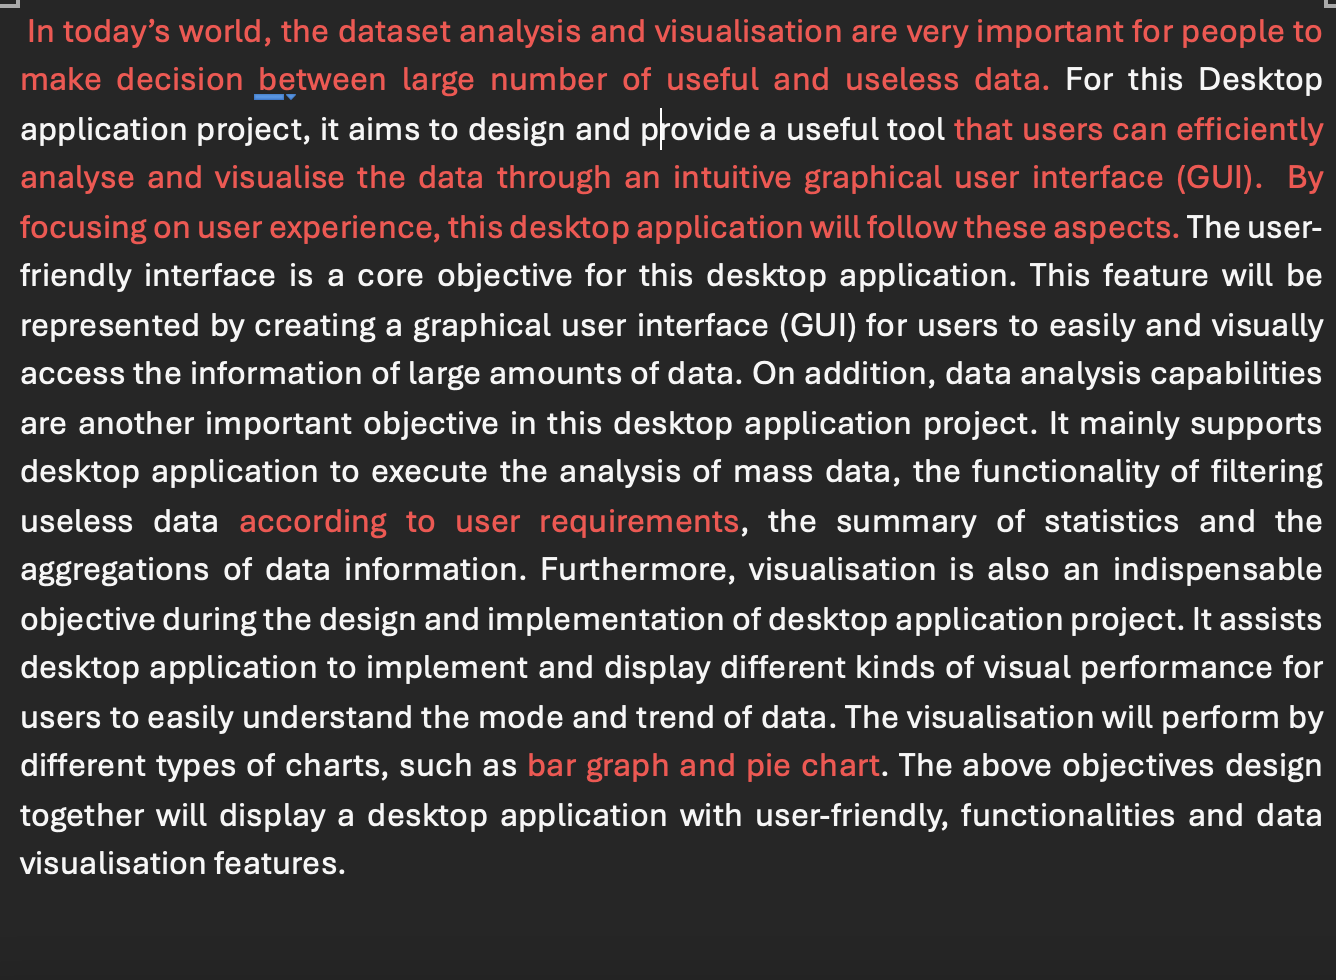 In today’s world, the dataset analysis and visualisation are very important for people to
make decision between large number of useful and useless data. For this Desktop
application project, it aims to design and provide a useful tool that users can efficiently
analyse and visualise the data through an intuitive graphical user interface (GUI). By
focusing on user experience, this desktop application will follow these aspects. The user-
friendly interface is a core objective for this desktop application. This feature will be
represented by creating a graphical user interface (GUI) for users to easily and visually
access the information of large amounts of data. On addition, data analysis capabilities
are another important objective in this desktop application project. It mainly supports
desktop application to execute the analysis of mass data, the functionality of filtering
useless data according to user requirements, the summary of statistics and the
aggregations of data information. Furthermore, visualisation is also an indispensable
objective during the design and implementation of desktop application project. It assists
desktop application to implement and display different kinds of visual performance for
users to easily understand the mode and trend of data. The visualisation will perform by
different types of charts, such as bar graph and pie chart. The above objectives design
together will display a desktop application with user-friendly, functionalities and data
visualisation features.